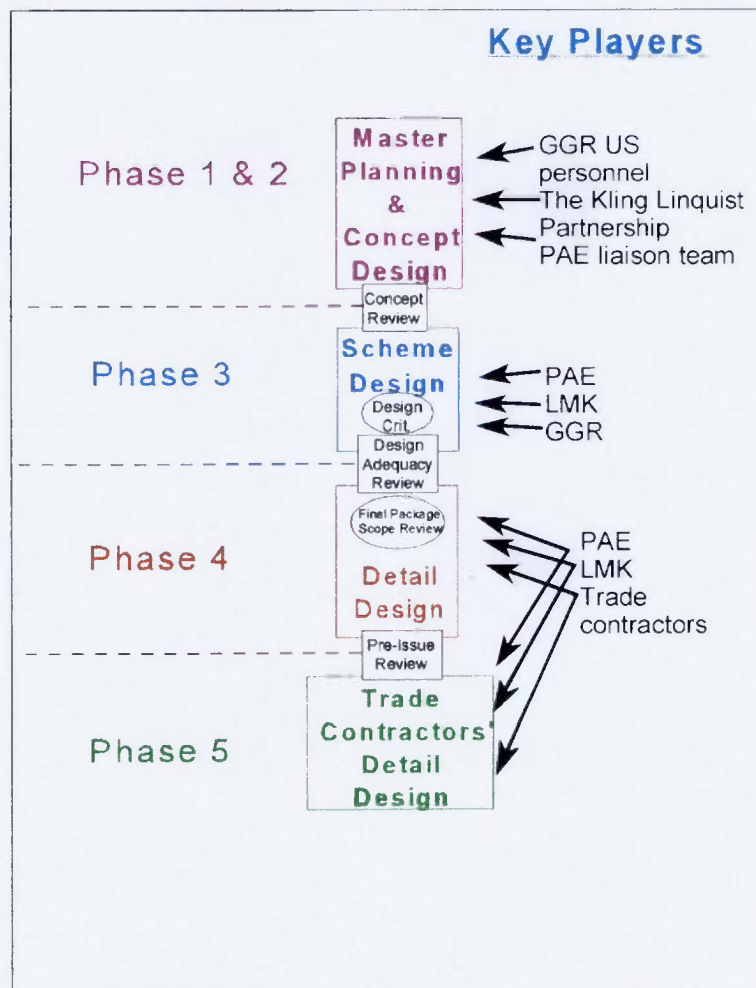 Key Players
Phase 1 & 2
Master
Planning
&
Concept
Design
GGR US
personnel
The Kling Linquist
Partnership
PAE liaison team
Concept
Review
Phase 3
Scheme
Design
Design
Crit.
PAE
LMK
GGR
Design
Adequacy
Review
Phase 4
Final Package
Scope Review
Detail
Design
PAE
LMK
Trade
contractors
Pre-Issue
Review
Phase 5
Trade
Contractors'
Detail
Design